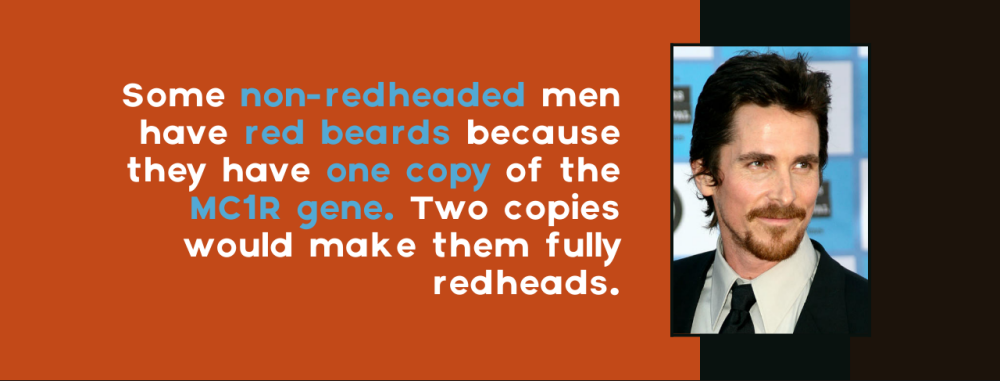 Some non-redheaded men
have red beards because
they have one copy of the
MC1R gene. Two copies
would make them fully
redheads.